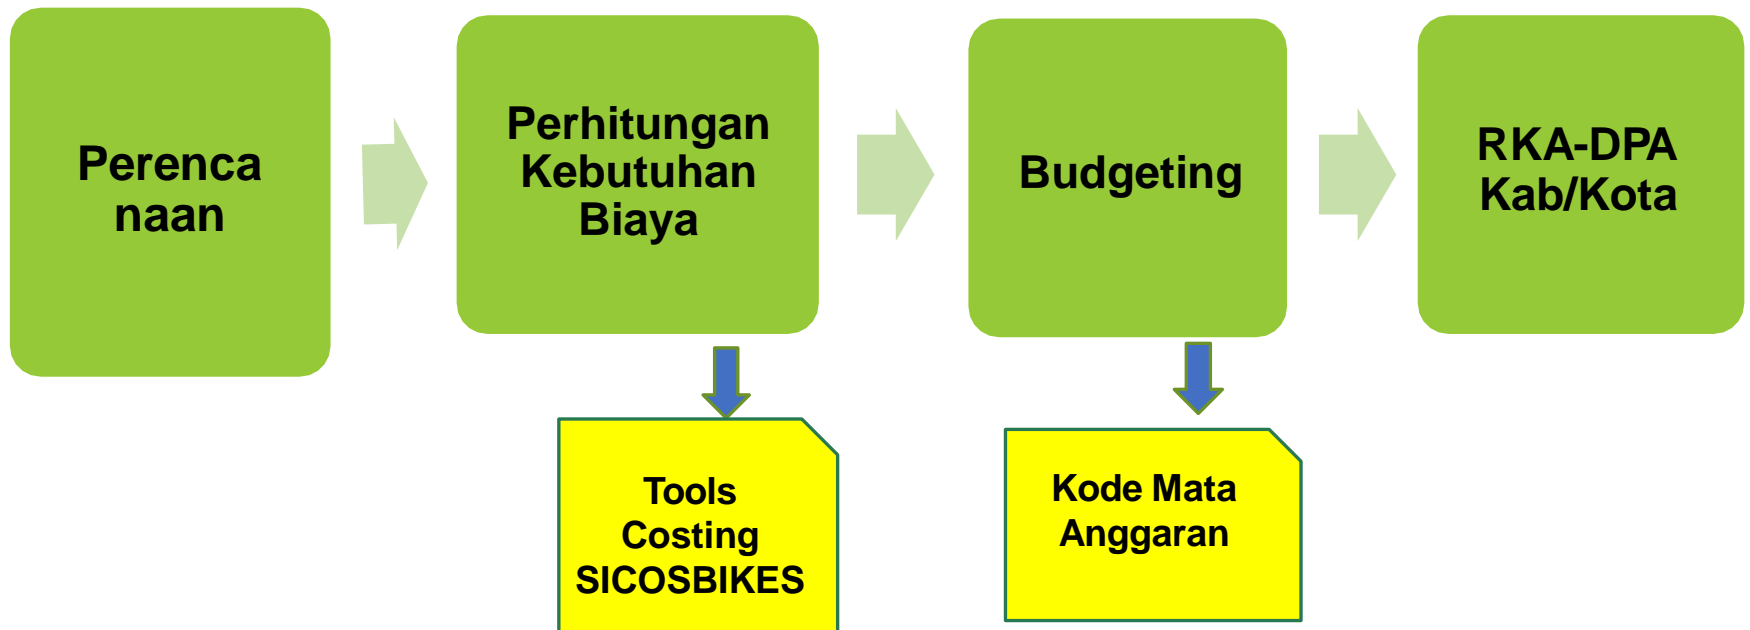 Perenca
naan
Perhitungan
Kebutuhan
Biaya
Budgeting
RKA-DPA
Kab/Kota
Tools
Costing
SICOSBIKES
Kode Mata
Anggaran